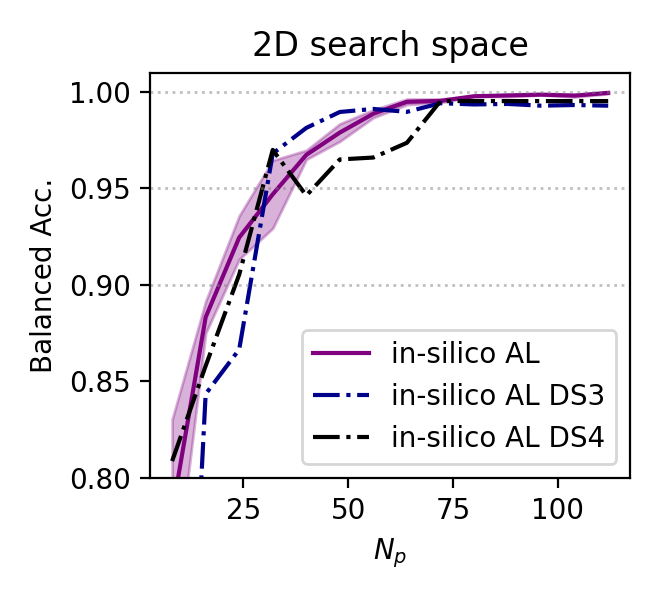 2D search space
1.00
0.95
0.90
0.85
0.80
Balanced Acc.
in-silico AL
in-silico AL DS3
in-silico AL DS4
25 50 75 100
Nₚ